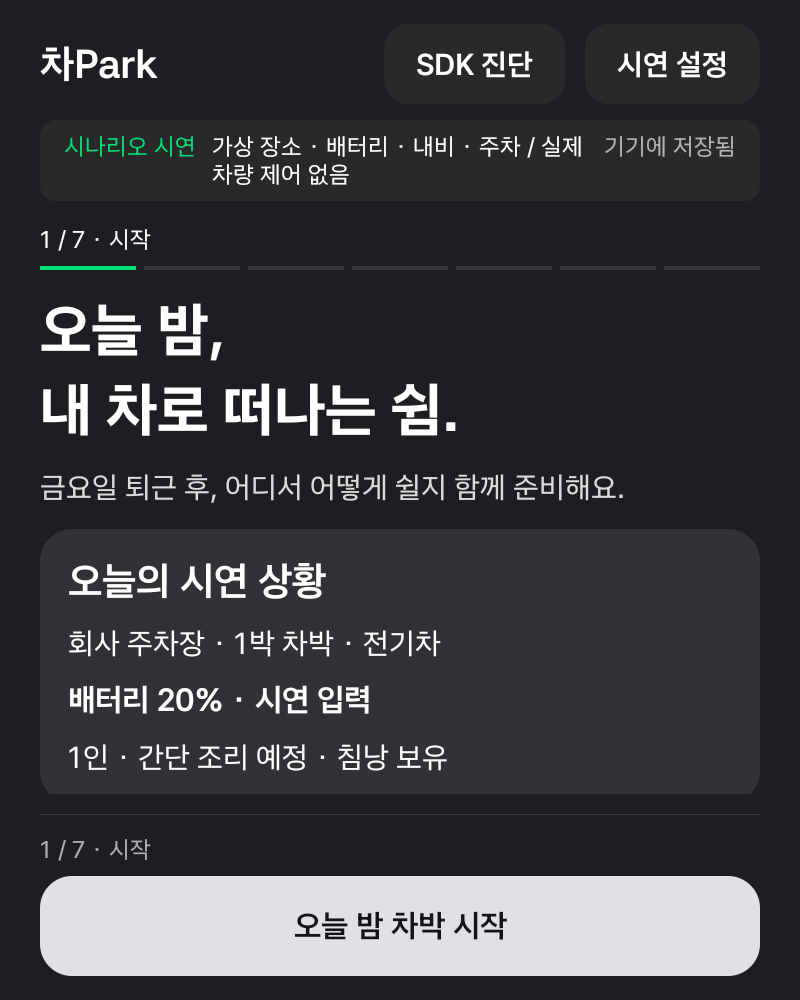 차Park
SDK 진단
시연 설정
시나리오 시연
가상 장소 · 배터리 · 내비 · 주차 / 실제
차량 제어 없음
기기에 저장됨
1 / 7 · 시작
오늘 밤,
내 차로 떠나는 쉼.
금요일 퇴근 후, 어디서 어떻게 쉴지 함께 준비해요.
오늘의 시연 상황
회사 주차장 · 1박 차박 · 전기차
배터리 20% · 시연 입력
1인 · 간단 조리 예정 · 침낭 보유
1 / 7 · 시작
오늘 밤 차박 시작